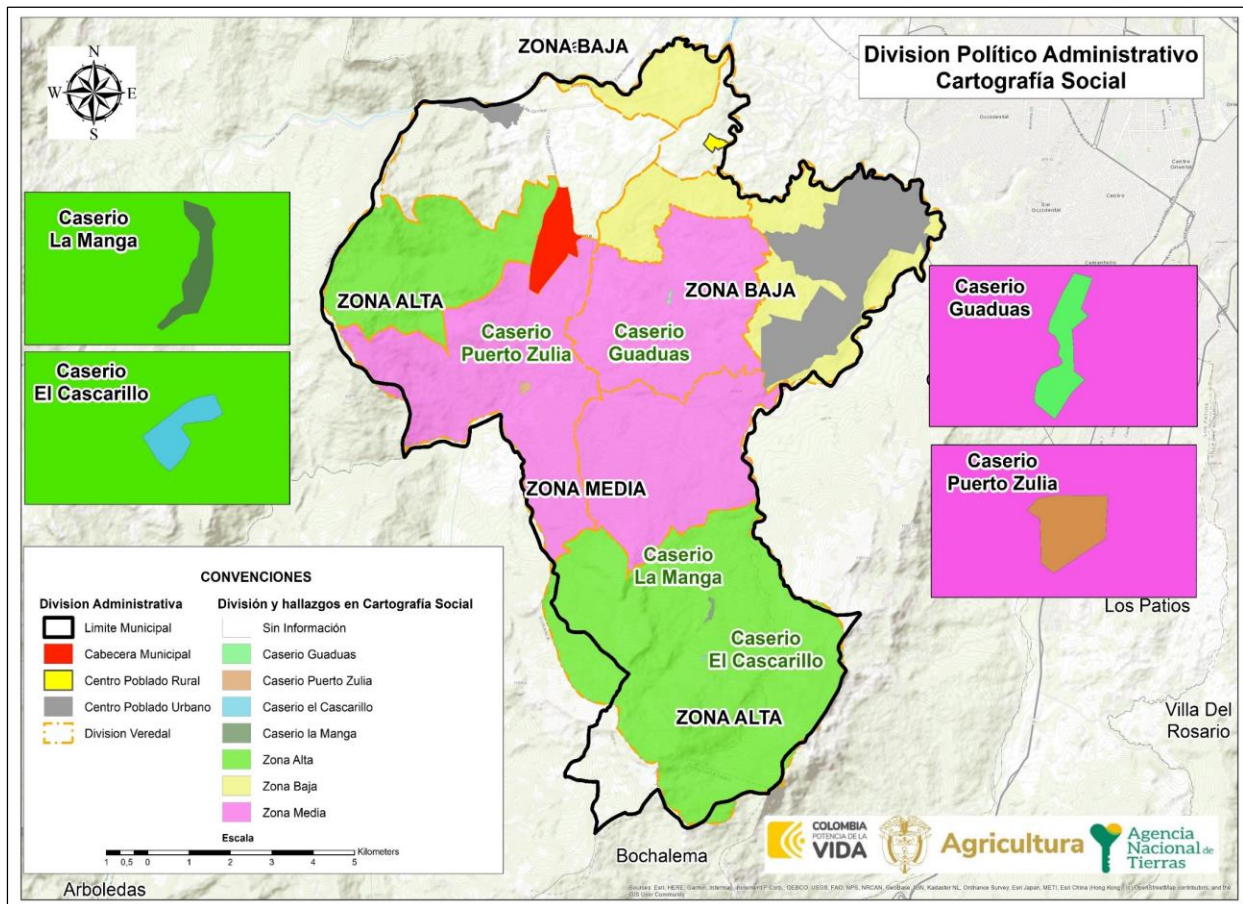 ZONA BAJA
Division Político Administrativo
Cartografía Social
N
W E
S
Caserio
La Manga
Caserio
El Cascarillo
ZONA ALTA
ZONA BAJA
Caserio
Puerto Zulia
Caserio
Guaduas
ZONA MEDIA
Caserio
La Manga
Caserio
El Cascarillo
ZONA ALTA
Caserio
Guaduas
Caserio
Puerto Zulia
Los Patios
Villa Del
Rosario
Bochalema
Arboledas
CONVENCIONES
Division Administrativa
Limite Municipal
Cabecera Municipal
Centro Poblado Rural
Centro Poblado Urbano
Division Veredal
División y hallazgos en Cartografía Social
Sin Información
Caserio Guaduas
Caserio Puerto Zulia
Caserio el Cascarillo
Caserio la Manga
Zona Alta
Zona Baja
Zona Media
Escala
1 0,5 0 1 2 3 4 5
Kilometers
COLOMBIA
POTENCIA DE LA
VIDA
Agricultura
Agencia
Nacional de
Tierras